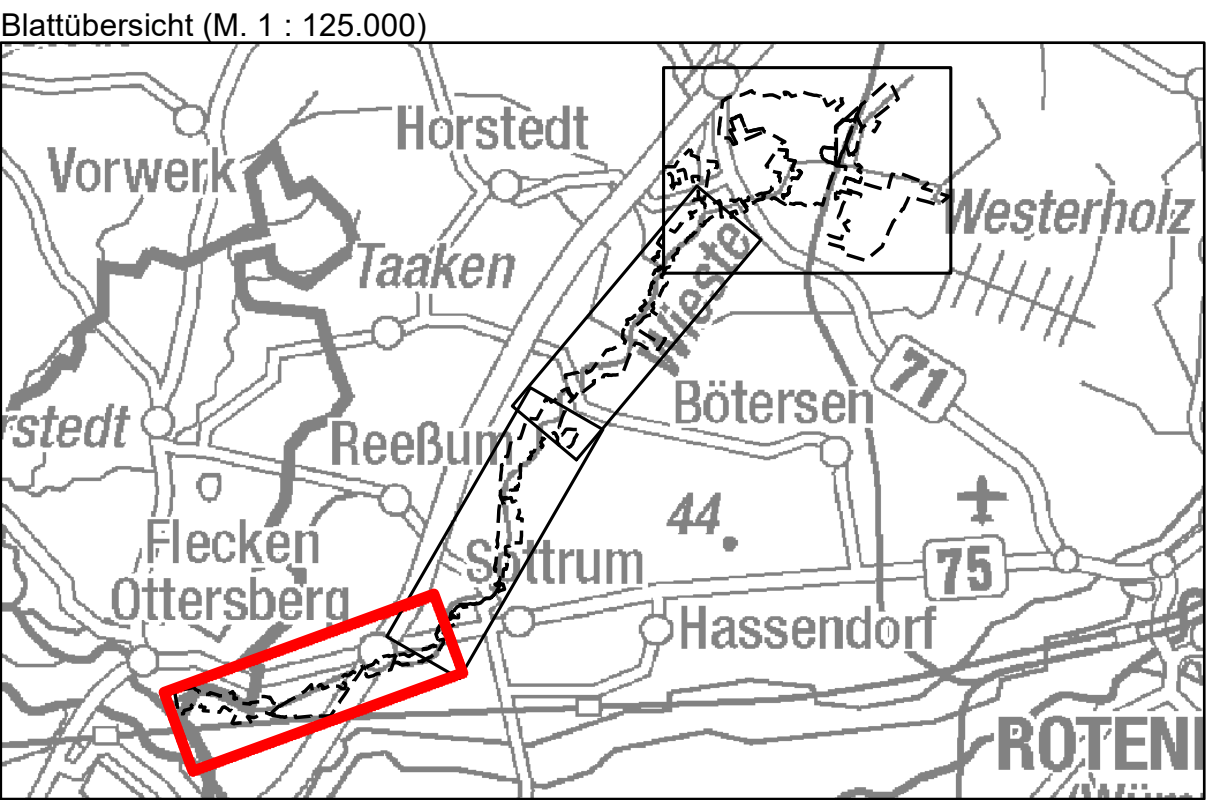 Blattübersicht (M. 1 : 125.000)
Horstedt
Vorwerk
Westerholz
Taaken
Wieste
71
Bötersen
rstedt
Reeßum
44
Flecken
Ottersberg
Sottrum
75
Hassendorf
ROTEN